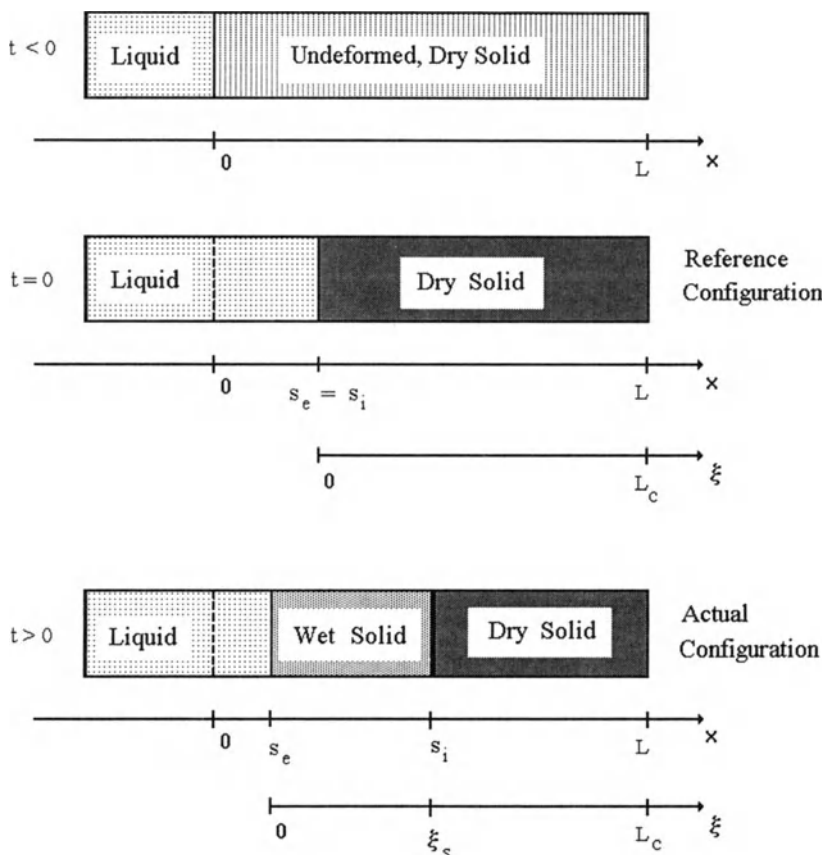 t < 0 Liquid Undeformed, Dry Solid
0 L x
t = 0 Liquid Dry Solid Reference
Configuration
0 s_e = s_i L x
0 L_c ξ
t > 0 Liquid Wet Solid Dry Solid Actual
Configuration
0 s_e s_i L x
0 ξ_s L_c ξ